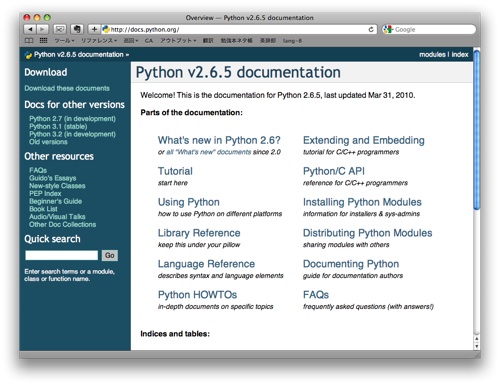 Overview — Python v2.6.5 documentation
http://docs.python.org/
Google
ツール▾ リファレンス▾ 普段▾ CA アウトプット▾ 翻訳 勉強本ネタ帳 英辞郎 lang-8
Python v2.6.5 documentation »
modules | index
Download
Download these documents
Docs for other versions
Python 2.7 (in development)
Python 3.1 (stable)
Python 3.2 (in development)
Old versions
Other resources
FAQs
Guido's Essays
New-style Classes
PEP Index
Beginner's Guide
Book List
Audio/Visual Talks
Other Doc Collections
Quick search
Go
Enter search terms or a module,
class or function name.
Python v2.6.5 documentation
Welcome! This is the documentation for Python 2.6.5, last updated Mar 31, 2010.
Parts of the documentation:
What's new in Python 2.6?
or all "What's new" documents since 2.0
Tutorial
start here
Using Python
how to use Python on different platforms
Library Reference
keep this under your pillow
Language Reference
describes syntax and language elements
Python HOWTOs
in-depth documents on specific topics
Extending and Embedding
tutorial for C/C++ programmers
Python/C API
reference for C/C++ programmers
Installing Python Modules
information for installers & sys-admins
Distributing Python Modules
sharing modules with others
Documenting Python
guide for documentation authors
FAQs
frequently asked questions (with answers!)
Indices and tables: